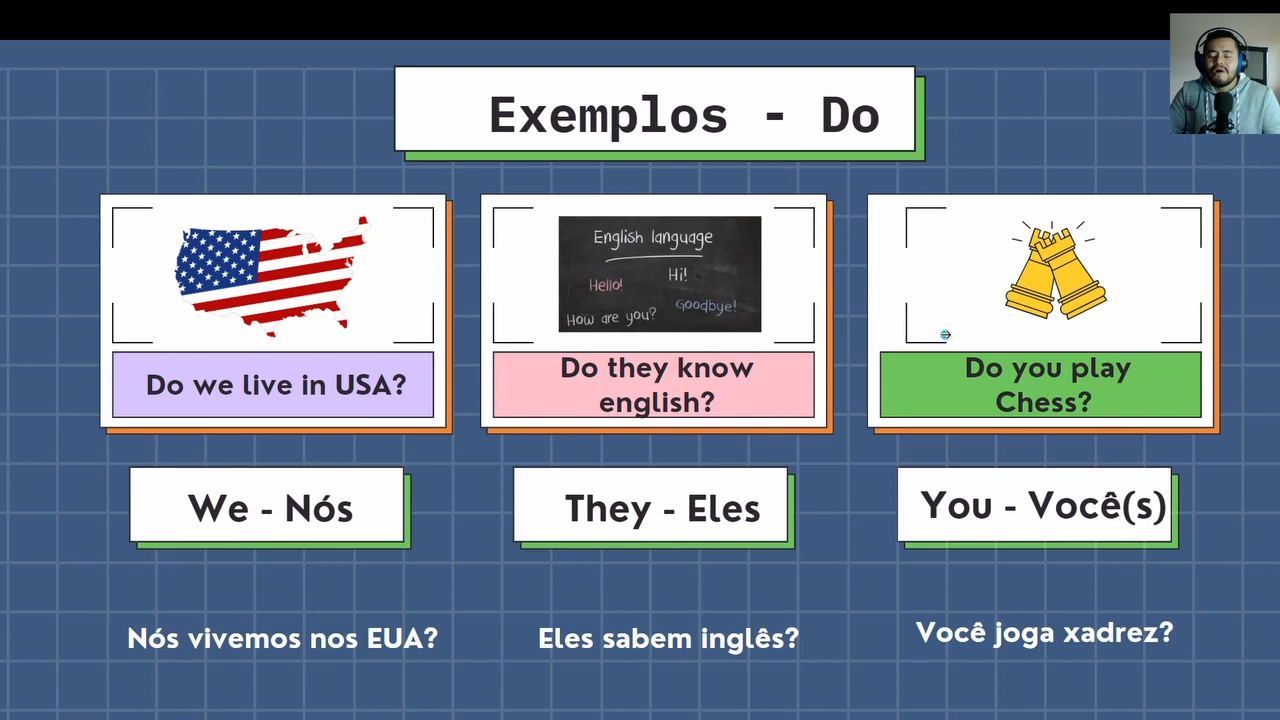 Exemplos - Do
English language
Hello!
Hi!
How are you?
Goodbye!
Do we live in USA?
Do they know
english?
Do you play
Chess?
We - Nós
They - Eles
You - Você(s)
Nós vivemos nos EUA?
Eles sabem inglês?
Você joga xadrez?